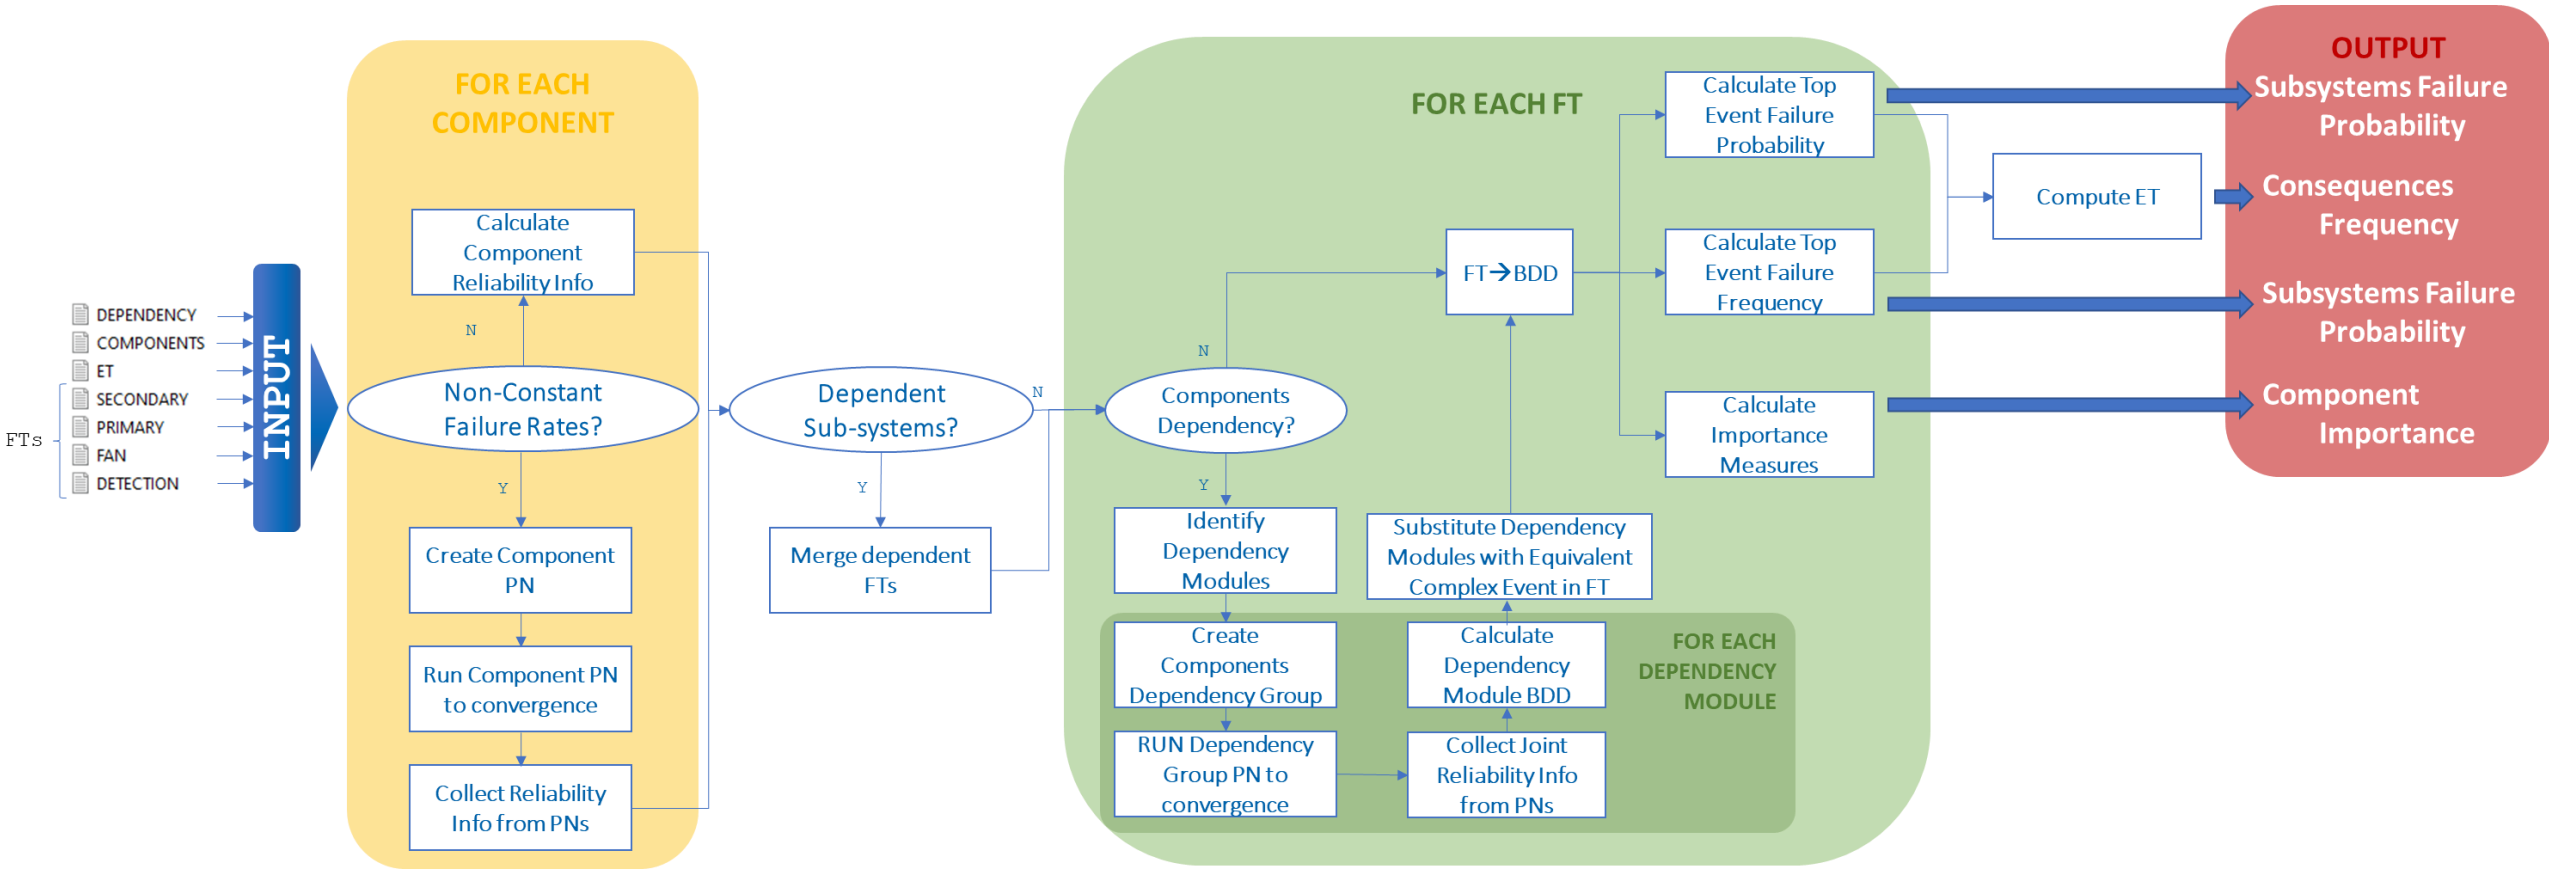 FTs
DEPENDENCY
COMPONENTS
ET
SECONDARY
PRIMARY
FAN
DETECTION
INPUT
FOR EACH
COMPONENT
Calculate
Component
Reliability Info
N
Non-Constant
Failure Rates?
Y
Create Component
PN
Run Component PN
to convergence
Collect Reliability
Info from PNs
Dependent
Sub-systems?
N
Y
Merge dependent
FTs
FOR EACH FT
N
Components
Dependency?
Y
Identify
Dependency
Modules
FOR EACH
DEPENDENCY
MODULE
Create
Components
Dependency Group
RUN Dependency
Group PN to
convergence
Collect Joint
Reliability Info
from PNs
Calculate
Dependency
Module BDD
Substitute Dependency
Modules with Equivalent
Complex Event in FT
FT→BDD
Calculate Top
Event Failure
Probability
Calculate Top
Event Failure
Frequency
Calculate
Importance
Measures
Compute ET
OUTPUT
Subsystems Failure
Probability
Consequences
Frequency
Subsystems Failure
Probability
Component
Importance